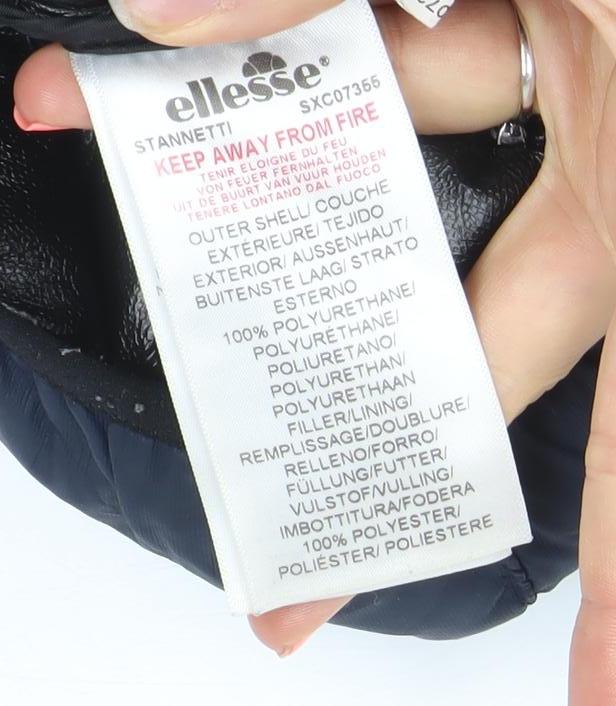 ellesse®
STANNETTI SXC07355
KEEP AWAY FROM FIRE
TENIR ELOIGNE DU FEU
VON FEUER FERNHALTEN
UIT DE BUURT VAN VUUR HOUDEN
TENERE LONTANO DAL FUOCO
OUTER SHELL/ COUCHE
EXTÉRIEURE/ TEJIDO
EXTERIOR/ AUSSENHAUT/
BUITENSTE LAAG/ STRATO
ESTERNO
100% POLYURETHANE/
POLYURÉTHANE/
POLIURETANO/
POLYURETHAN/
POLYURETHAAN
FILLER/LINING/
REMPLISSAGE/DOUBLURE/
RELLENO/FORRO/
FÜLLUNG/FUTTER/
VULSTOF/VULLING/
IMBOTTITURA/FODERA
100% POLYESTER/
POLIÉSTER/ POLIESTERE